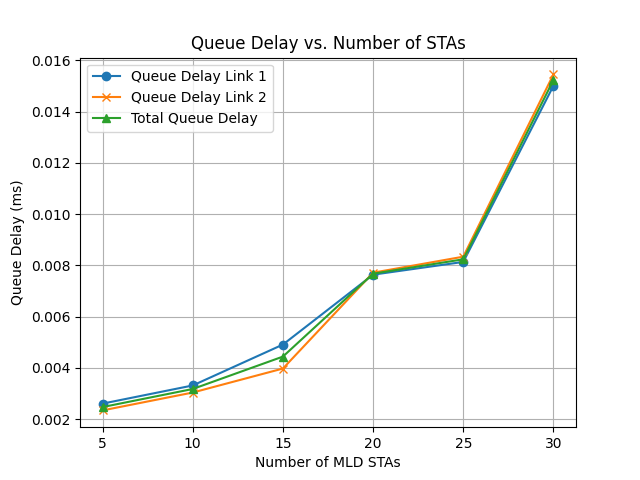 Queue Delay vs. Number of STAs
Queue Delay Link 1
Queue Delay Link 2
Total Queue Delay
Queue Delay (ms)
0.016
0.014
0.012
0.010
0.008
0.006
0.004
0.002
5 10 15 20 25 30
Number of MLD STAs